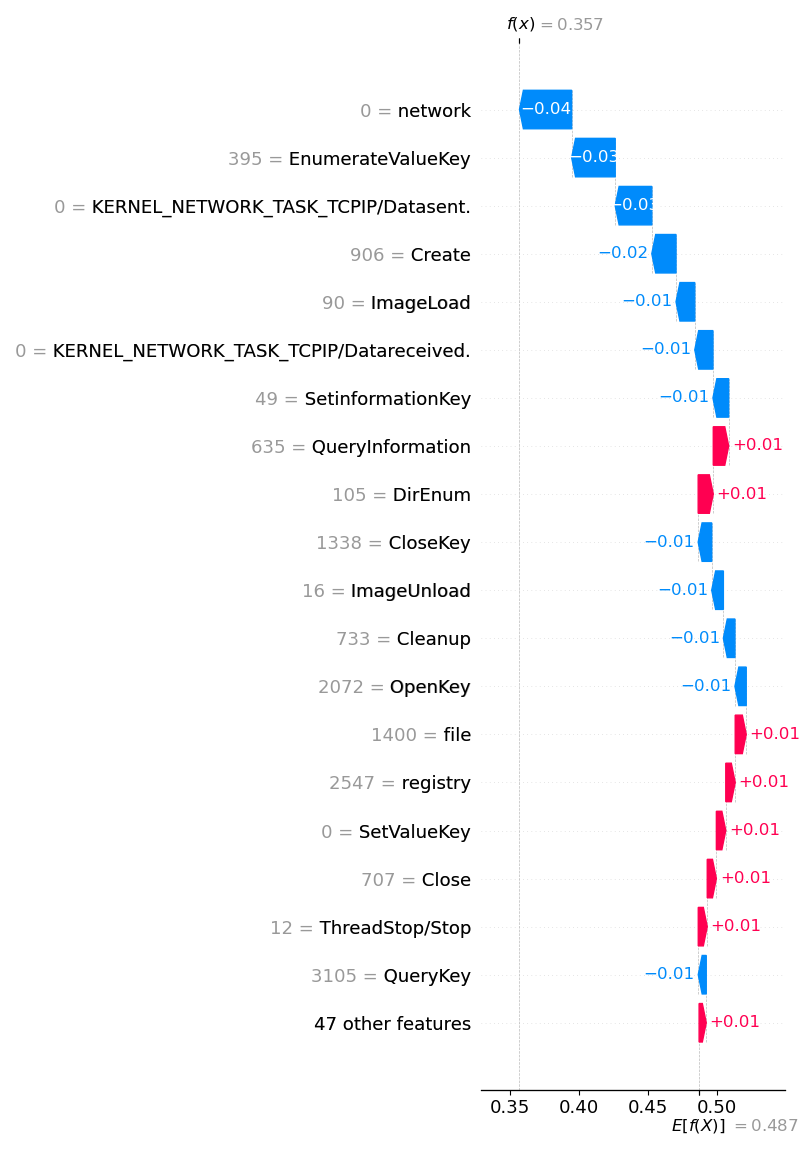 f(x) = 0.357
0 = network
−0.04
395 = EnumerateValueKey
−0.03
0 = KERNEL_NETWORK_TASK_TCPIP/Datasent.
−0.03
906 = Create
−0.02
90 = ImageLoad
−0.01
0 = KERNEL_NETWORK_TASK_TCPIP/Datareceived.
−0.01
49 = SetinformationKey
−0.01
635 = QueryInformation
+0.01
105 = DirEnum
+0.01
1338 = CloseKey
−0.01
16 = ImageUnload
−0.01
733 = Cleanup
−0.01
2072 = OpenKey
−0.01
1400 = file
+0.01
2547 = registry
+0.01
0 = SetValueKey
+0.01
707 = Close
+0.01
12 = ThreadStop/Stop
+0.01
3105 = QueryKey
−0.01
47 other features
+0.01
0.35 0.40 0.45 0.50
E[f(X)] = 0.487